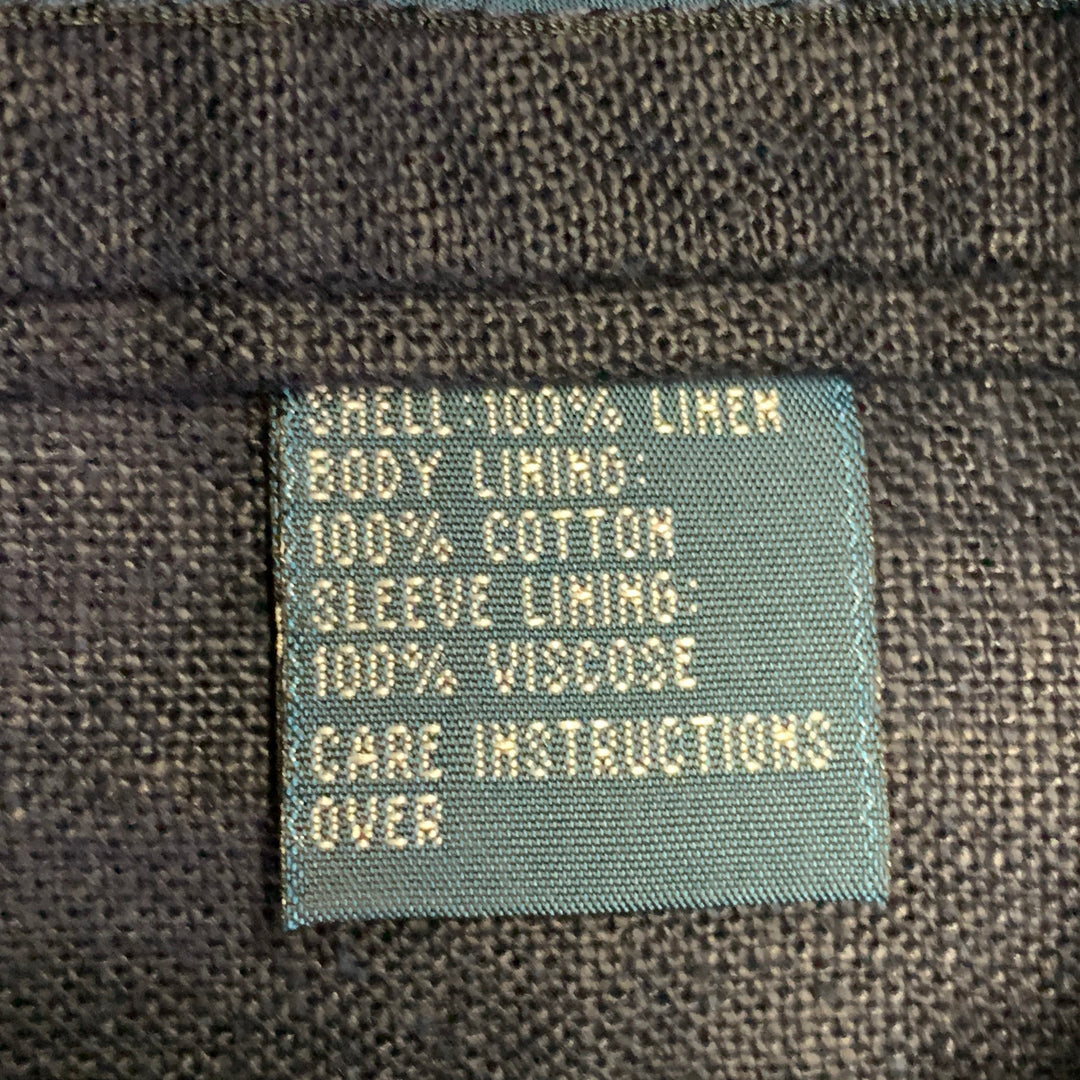 SHELL:100% LINEN
BODY LINING:
100% COTTON
SLEEVE LINING:
100% VISCOSE
CARE INSTRUCTIONS
OVER